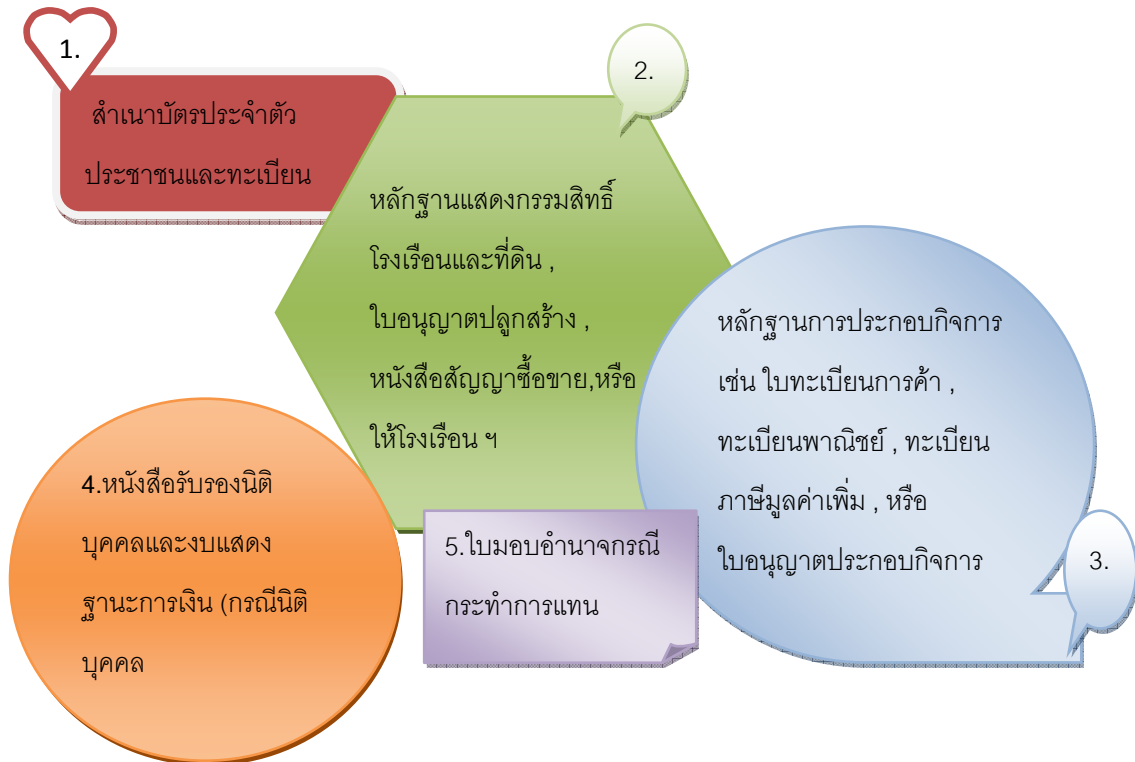 1.
สำเนาบัตรประจำตัว
ประชาชนและทะเบียน
2.
หลักฐานแสดงกรรมสิทธิ์
โรงเรือนและที่ดิน ,
ใบอนุญาตปลูกสร้าง ,
หนังสือสัญญาซื้อขาย,หรือ
ให้โรงเรือน ฯ
หลักฐานการประกอบกิจการ
เช่น ใบทะเบียนการค้า ,
ทะเบียนพาณิชย์ , ทะเบียน
ภาษีมูลค่าเพิ่ม , หรือ
ใบอนุญาตประกอบกิจการ
3.
4.หนังสือรับรองนิติ
บุคคลและงบแสดง
ฐานะการเงิน (กรณีนิติ
บุคคล
5.ใบมอบอำนาจกรณี
กระทำการแทน